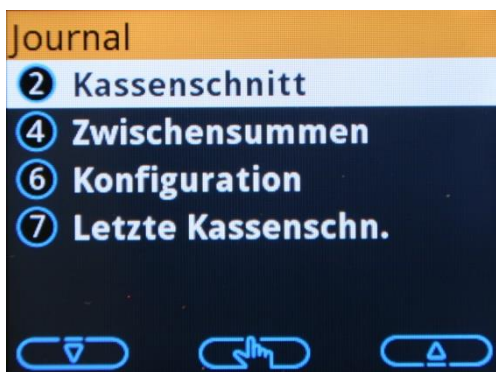 Journal
2 Kassenschnitt
4 Zwischensummen
6 Konfiguration
7 Letzte Kassenschn.